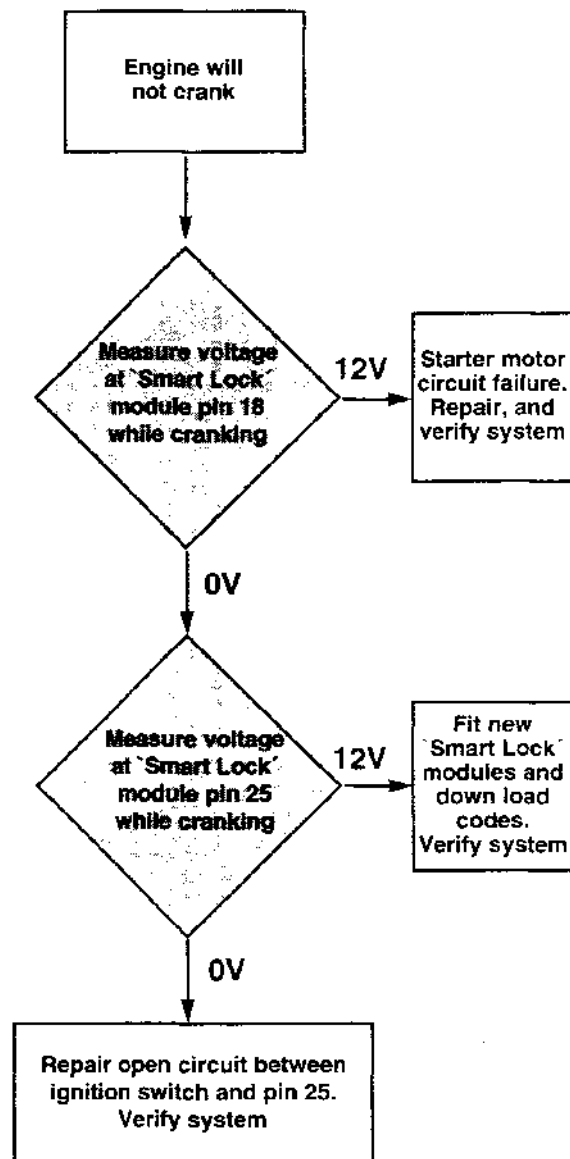 Engine will
not crank
Measure voltage
at `Smart Lock´
module pin 18
while cranking
12V
Starter motor
circuit failure.
Repair, and
verify system
0V
Measure voltage
at `Smart Lock´
module pin 25
while cranking
12V
Fit new
`Smart Lock´
modules and
down load
codes.
Verify system
0V
Repair open circuit between
ignition switch and pin 25.
Verify system